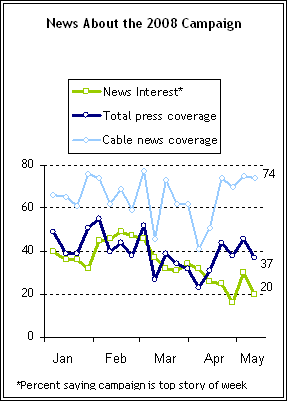 News About the 2008 Campaign
News Interest*
Total press coverage
Cable news coverage
80
74
60
40
37
20
20
0
Jan Feb Mar Apr May
*Percent saying campaign is top story of week